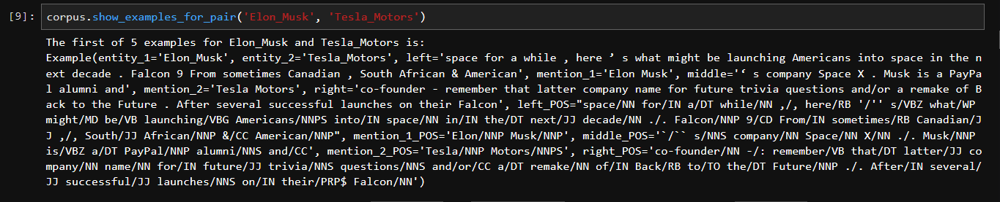 [9]: corpus.show_examples_for_pair('Elon_Musk', 'Tesla_Motors')
The first of 5 examples for Elon_Musk and Tesla_Motors is:
Example(entity_1='Elon_Musk', entity_2='Tesla_Motors', left='space for a while , here ’ s what might be launching Americans into space in the n
ext decade . Falcon 9 From sometimes Canadian , South African & American', mention_1='Elon Musk', middle='‘ s company Space X . Musk is a PayPa
l alumni and', mention_2='Tesla Motors', right='co-founder - remember that latter company name for future trivia questions and/or a remake of B
ack to the Future . After several successful launches on their Falcon', left_POS="space/NN for/IN a/DT while/NN ,/, here/RB '/'' s/VBZ what/WP
might/MD be/VB launching/VBG Americans/NNPS into/IN space/NN in/IN the/DT next/JJ decade/NN ./. Falcon/NNP 9/CD From/IN sometimes/RB Canadian/J
J ,/, South/JJ African/NNP &/CC American/NNP", mention_1_POS='Elon/NNP Musk/NNP', middle_POS='`/`` s/NNS company/NN Space/NN X/NN ./. Musk/NNP
is/VBZ a/DT PayPal/NNP alumni/NNS and/CC', mention_2_POS='Tesla/NNP Motors/NNPS', right_POS='co-founder/NN -/: remember/VB that/DT latter/JJ co
mpany/NN name/NN for/IN future/JJ trivia/NNS questions/NNS and/or/CC a/DT remake/NN of/IN Back/RB to/TO the/DT Future/NNP ./. After/IN several/
JJ successful/JJ launches/NNS on/IN their/PRP$ Falcon/NN')